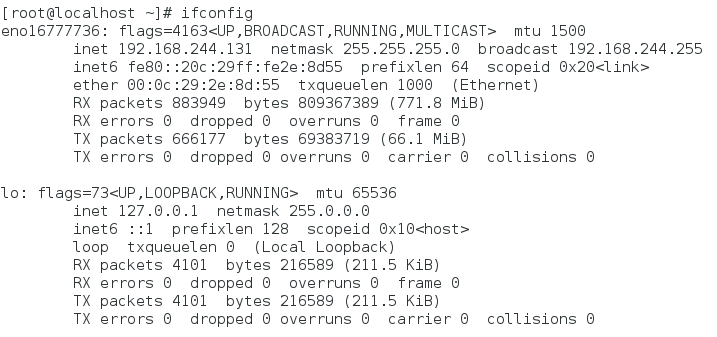 [root@localhost ~]# ifconfig
eno16777736: flags=4163<UP,BROADCAST,RUNNING,MULTICAST>  mtu 1500
        inet 192.168.244.131  netmask 255.255.255.0  broadcast 192.168.244.255
        inet6 fe80::20c:29ff:fe2e:8d55  prefixlen 64  scopeid 0x20<link>
        ether 00:0c:29:2e:8d:55  txqueuelen 1000  (Ethernet)
        RX packets 883949  bytes 809367389 (771.8 MiB)
        RX errors 0  dropped 0  overruns 0  frame 0
        TX packets 666177  bytes 69383719 (66.1 MiB)
        TX errors 0  dropped 0 overruns 0  carrier 0  collisions 0

lo: flags=73<UP,LOOPBACK,RUNNING>  mtu 65536
        inet 127.0.0.1  netmask 255.0.0.0
        inet6 ::1  prefixlen 128  scopeid 0x10<host>
        loop  txqueuelen 0  (Local Loopback)
        RX packets 4101  bytes 216589 (211.5 KiB)
        RX errors 0  dropped 0  overruns 0  frame 0
        TX packets 4101  bytes 216589 (211.5 KiB)
        TX errors 0  dropped 0 overruns 0  carrier 0  collisions 0